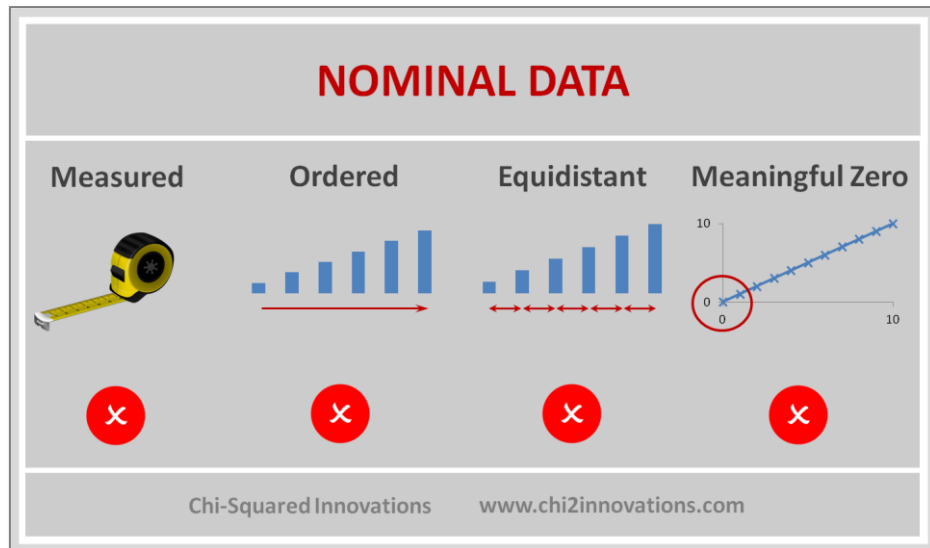 NOMINAL DATA
Measured
Ordered
Equidistant
Meaningful Zero
10
0
0
10
Chi-Squared Innovations www.chi2innovations.com